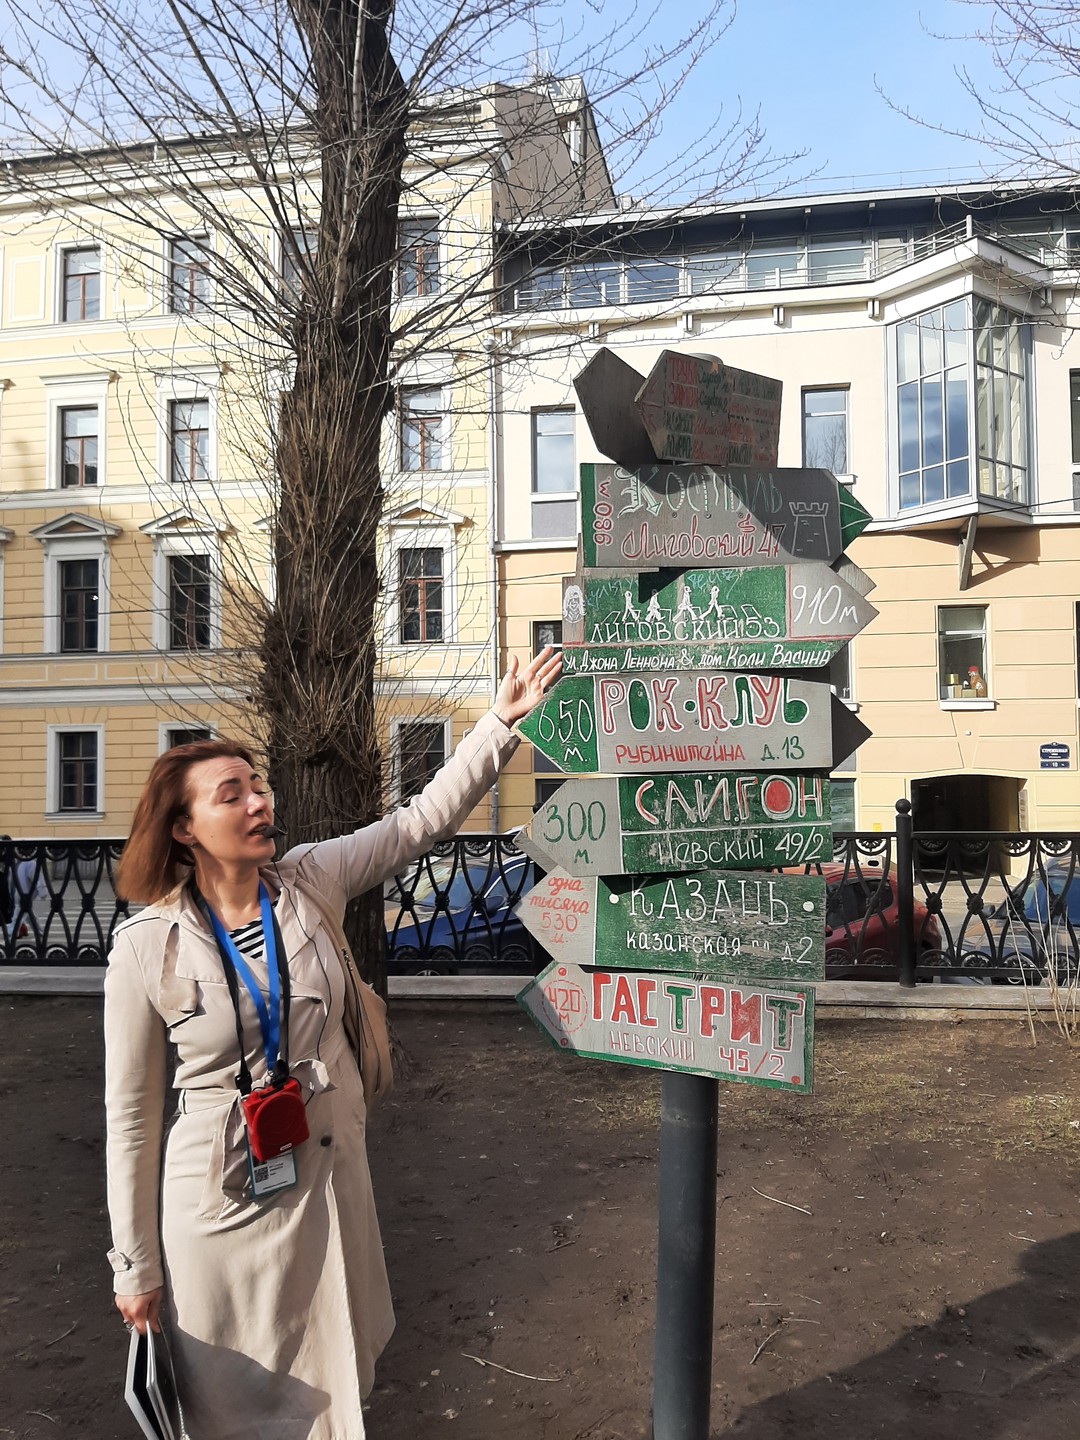 980 м
Костыль
Лиговский 47
ЛИГОВСКИЙ 53
910 м
ул. Джона Леннона & дом Коли Васина
650 м.
РОК·КЛУБ
РУБИНШТЕЙНА д.13
300 м.
САЙГОН
невский 49/2
одна тысяча 530 м.
КАЗАНЬ
казанская д2
420 м
ГАСТРИТ
НЕВСКИЙ 45/2